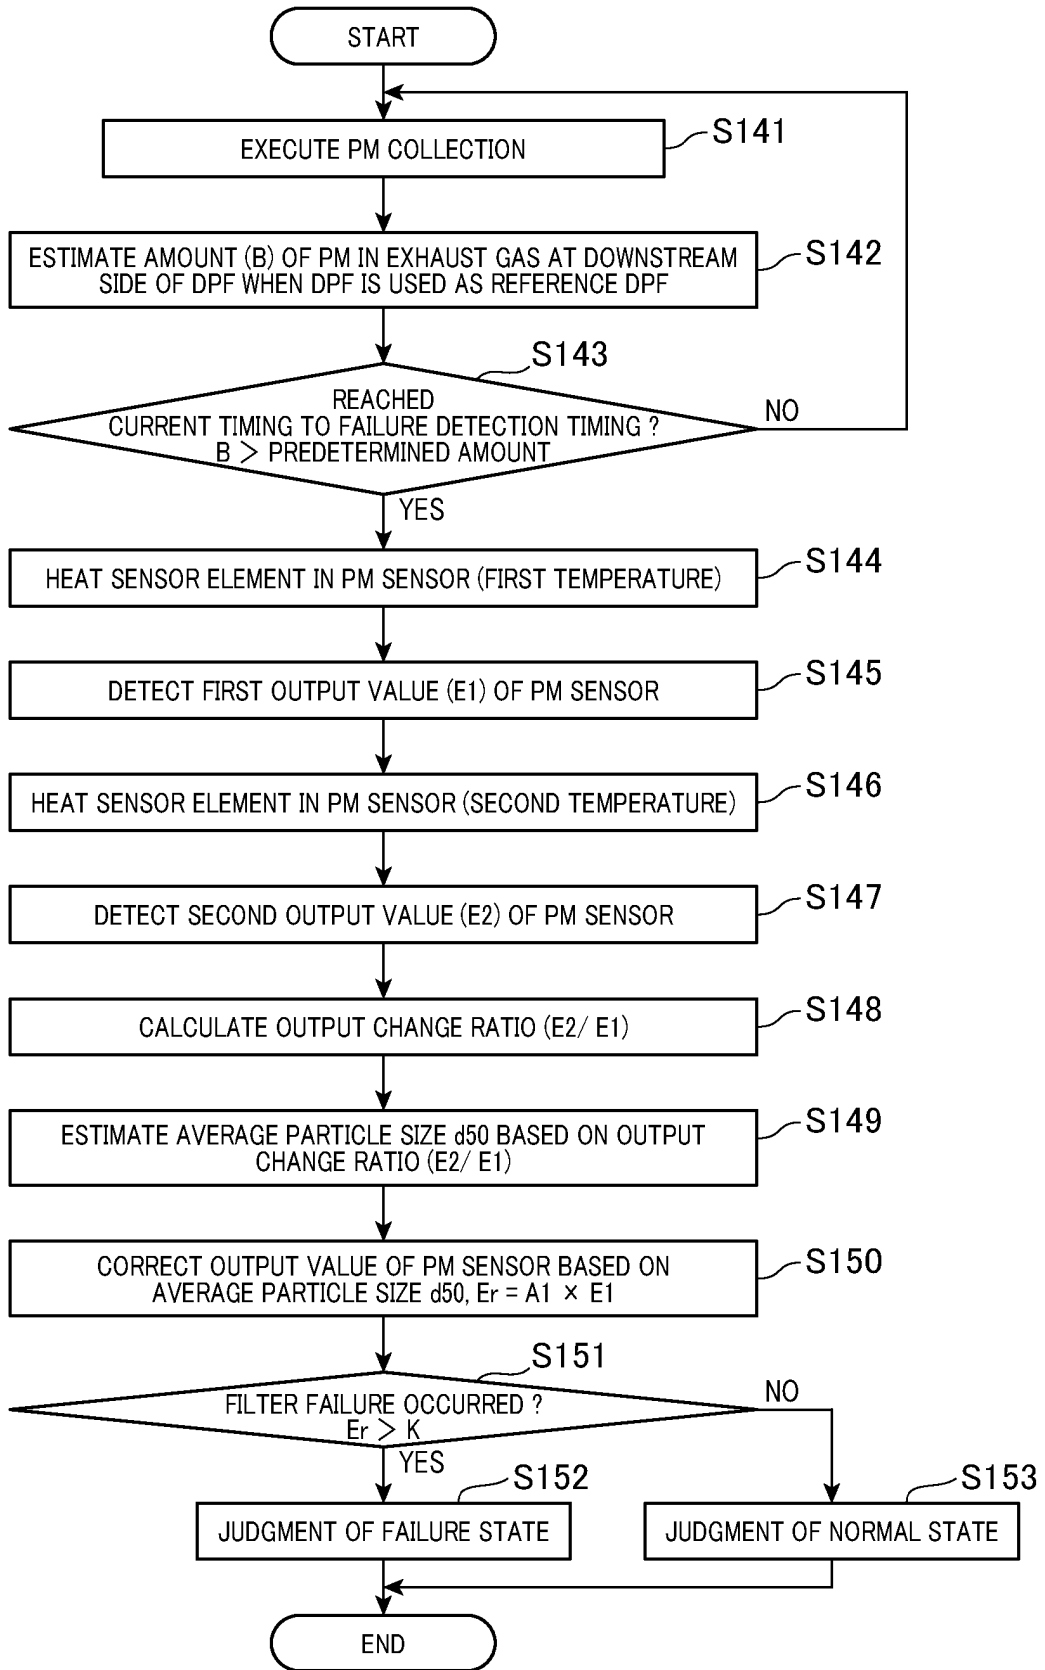 START
EXECUTE PM COLLECTION
S141
ESTIMATE AMOUNT (B) OF PM IN EXHAUST GAS AT DOWNSTREAM
SIDE OF DPF WHEN DPF IS USED AS REFERENCE DPF
S142
S143
REACHED
CURRENT TIMING TO FAILURE DETECTION TIMING ?
B > PREDETERMINED AMOUNT
NO
YES
HEAT SENSOR ELEMENT IN PM SENSOR (FIRST TEMPERATURE)
S144
DETECT FIRST OUTPUT VALUE (E1) OF PM SENSOR
S145
HEAT SENSOR ELEMENT IN PM SENSOR (SECOND TEMPERATURE)
S146
DETECT SECOND OUTPUT VALUE (E2) OF PM SENSOR
S147
CALCULATE OUTPUT CHANGE RATIO (E2/ E1)
S148
ESTIMATE AVERAGE PARTICLE SIZE d50 BASED ON OUTPUT
CHANGE RATIO (E2/ E1)
S149
CORRECT OUTPUT VALUE OF PM SENSOR BASED ON
AVERAGE PARTICLE SIZE d50, Er = A1 × E1
S150
S151
FILTER FAILURE OCCURRED ?
Er > K
NO
YES
S152
JUDGMENT OF FAILURE STATE
S153
JUDGMENT OF NORMAL STATE
END